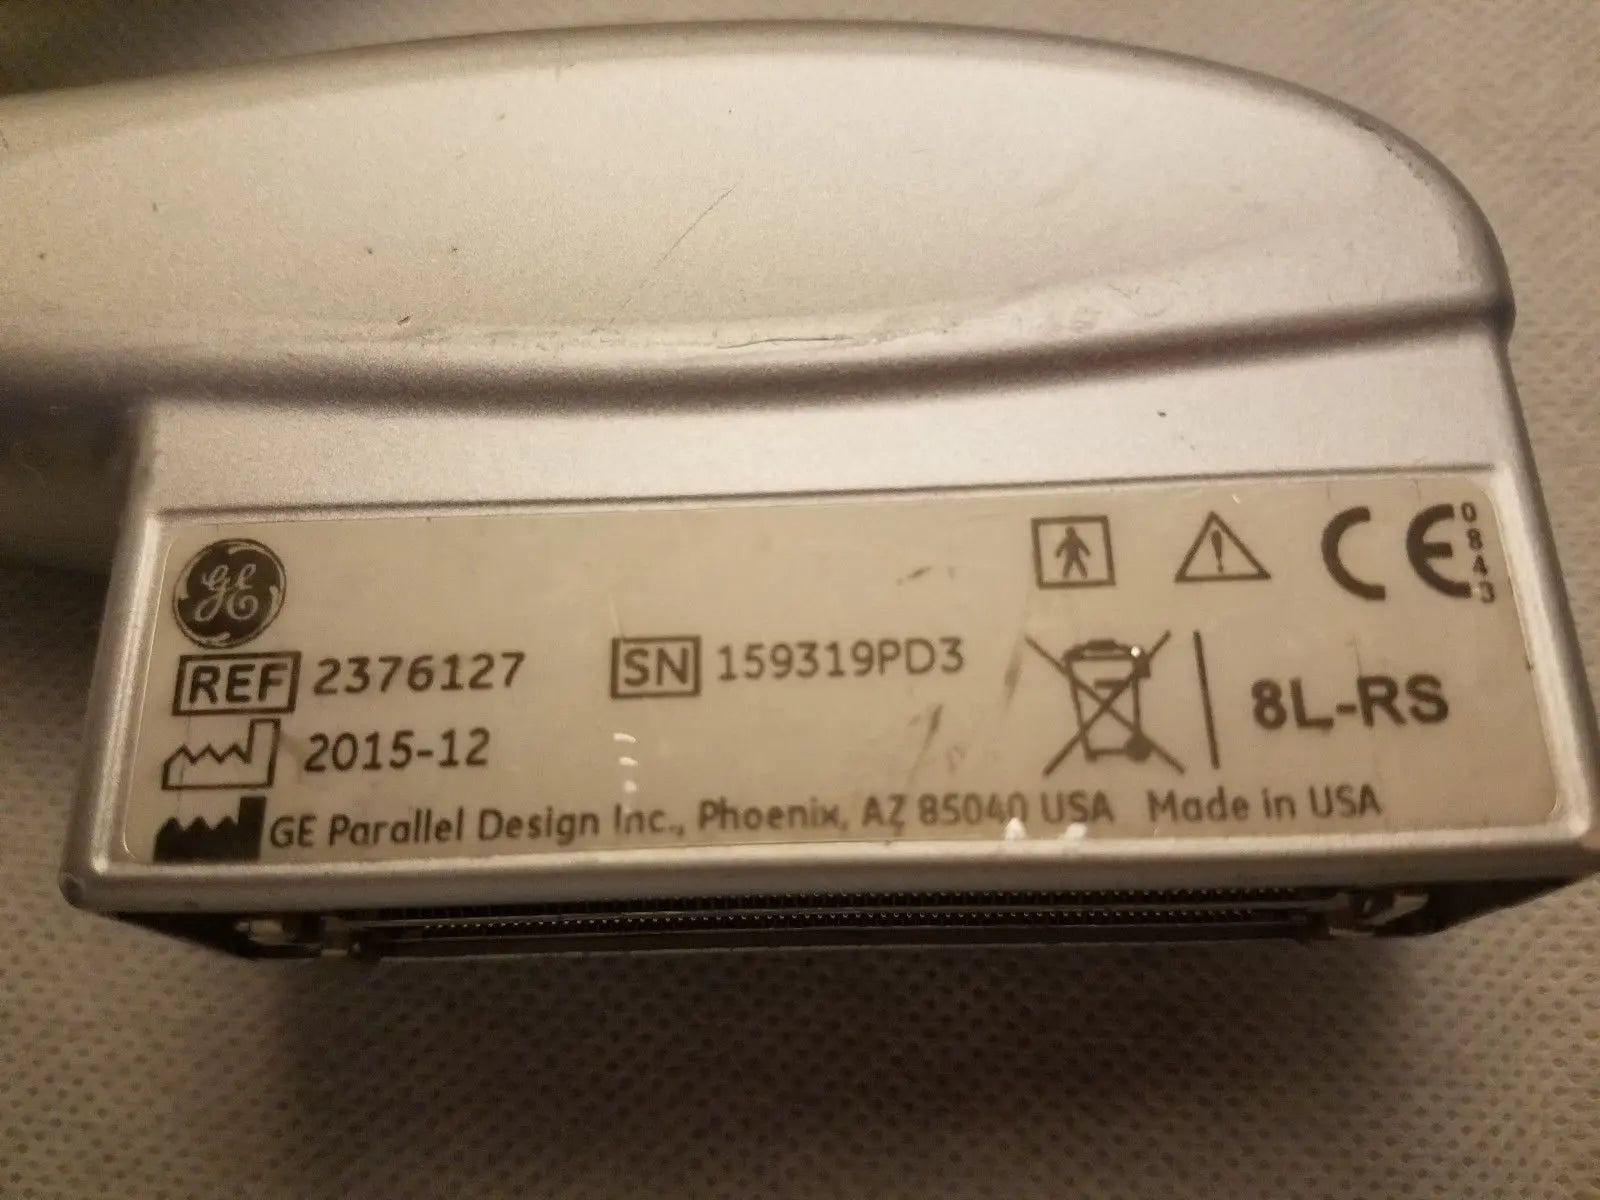 GE
CE 0843
REF 2376127 SN 159319PD3
2015-12 8L-RS
GE Parallel Design Inc., Phoenix, AZ 85040 USA Made in USA